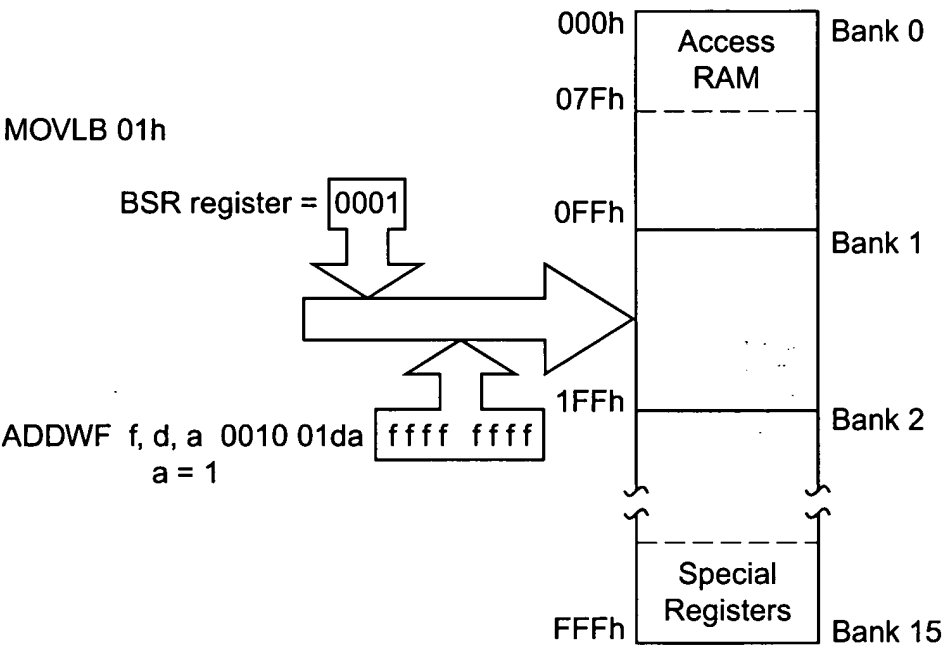 000h
Access
RAM
Bank 0
07Fh
MOVLB 01h
BSR register = 0001
0FFh
Bank 1
1FFh
Bank 2
ADDWF f, d, a 0010 01da ffff ffff
a = 1
Special
Registers
FFFh
Bank 15